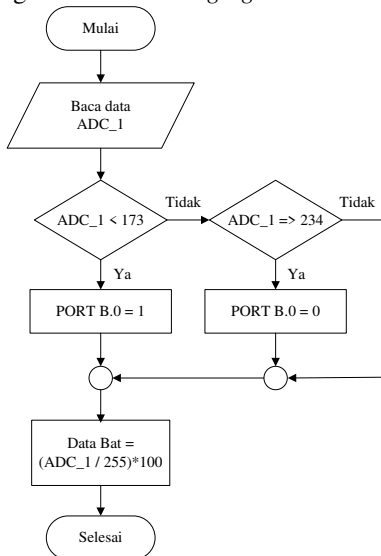 Mulai
Baca data
ADC_1
ADC_1 < 173
Tidak
ADC_1 => 234
Tidak
Ya
Ya
PORT B.0 = 1
PORT B.0 = 0
Data Bat =
(ADC_1 / 255)*100
Selesai